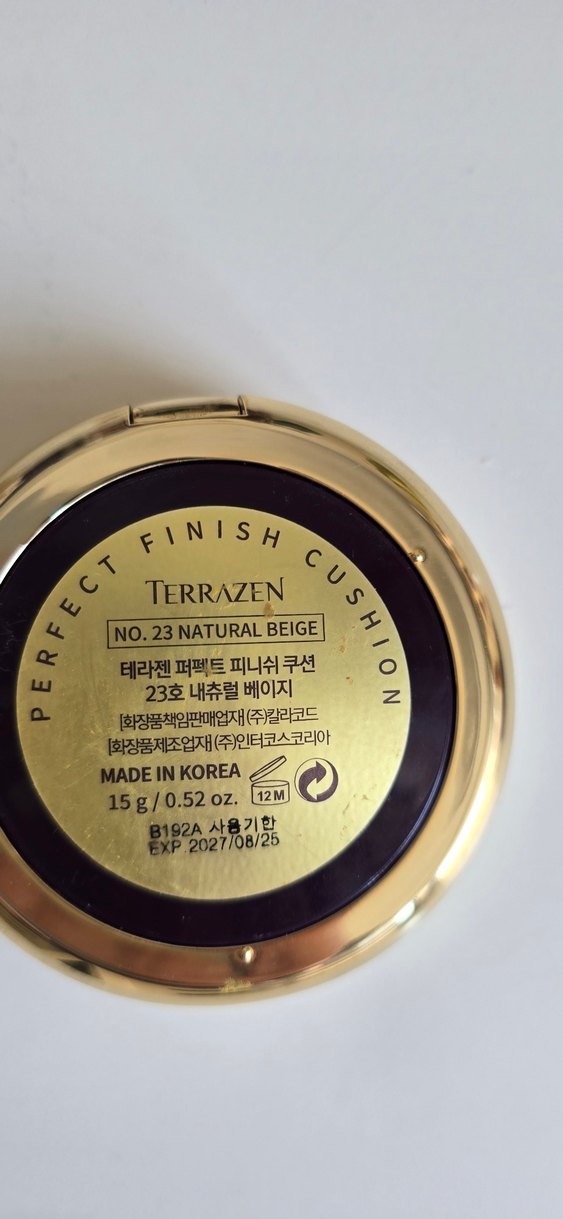 PERFECT FINISH CUSHION
TERRAZEN
NO. 23 NATURAL BEIGE
테라젠 퍼펙트 피니쉬 쿠션
23호 내츄럴 베이지
[화장품책임판매업자] (주)칼라코드
[화장품제조업자] (주)인터코스코리아
MADE IN KOREA
15 g / 0.52 oz.
12 M
B192A 사용기한
EXP.2027/08/25